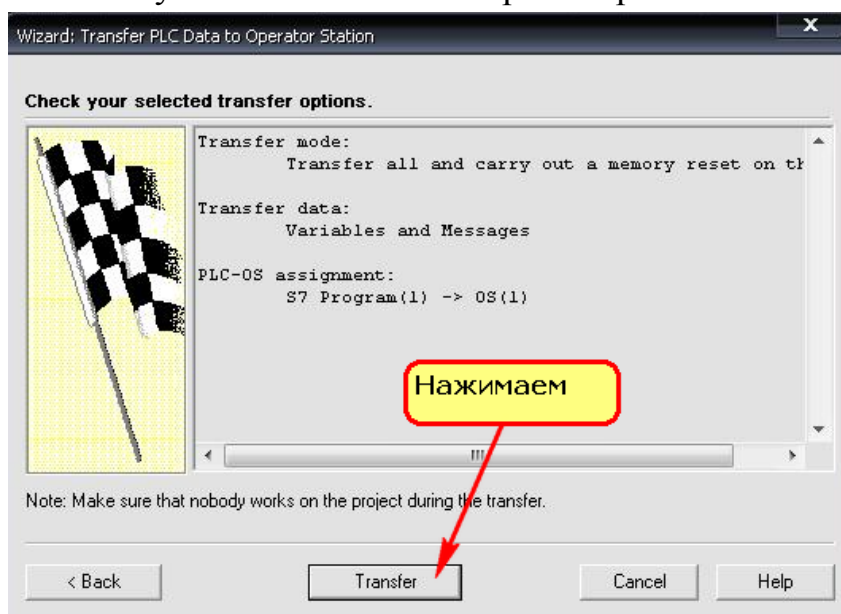 Wizard: Transfer PLC Data to Operator Station
X
Check your selected transfer options.
Transfer mode:
Transfer all and carry out a memory reset on th
Transfer data:
Variables and Messages
PLC-OS assignment:
S7 Program(1) -> OS(1)
Нажимаем
Note: Make sure that nobody works on the project during the transfer.
< Back Transfer Cancel Help